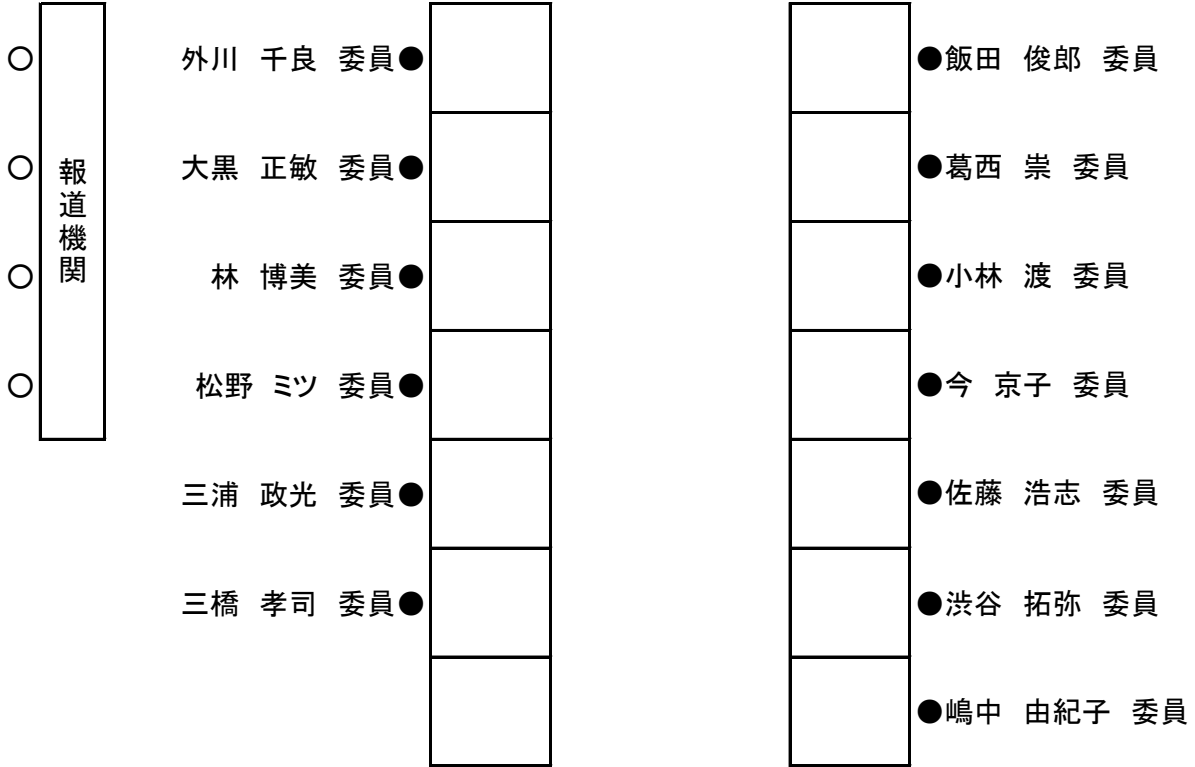 報道機関
外川 千良 委員●
大黒 正敏 委員●
林 博美 委員●
松野 ミツ 委員●
三浦 政光 委員●
三橋 孝司 委員●
●飯田 俊郎 委員
●葛西 崇 委員
●小林 渡 委員
●今 京子 委員
●佐藤 浩志 委員
●渋谷 拓弥 委員
●嶋中 由紀子 委員